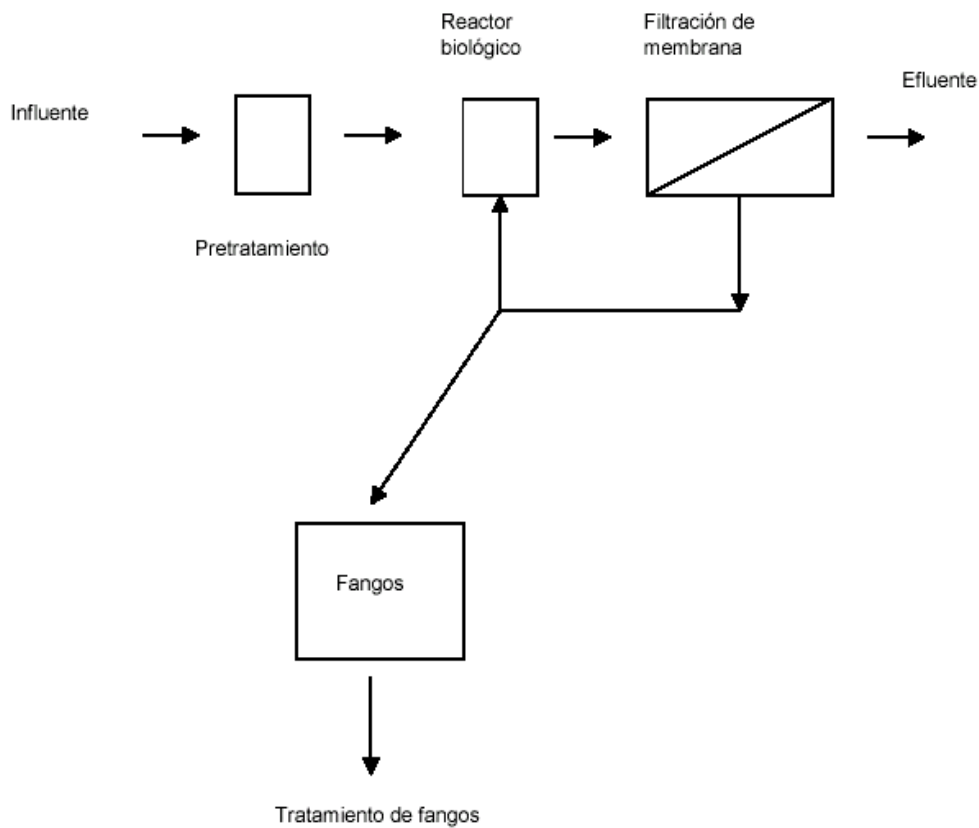 Reactor
biológico
Filtración de
membrana
Influente
Efluente
Pretratamiento
Fangos
Tratamiento de fangos